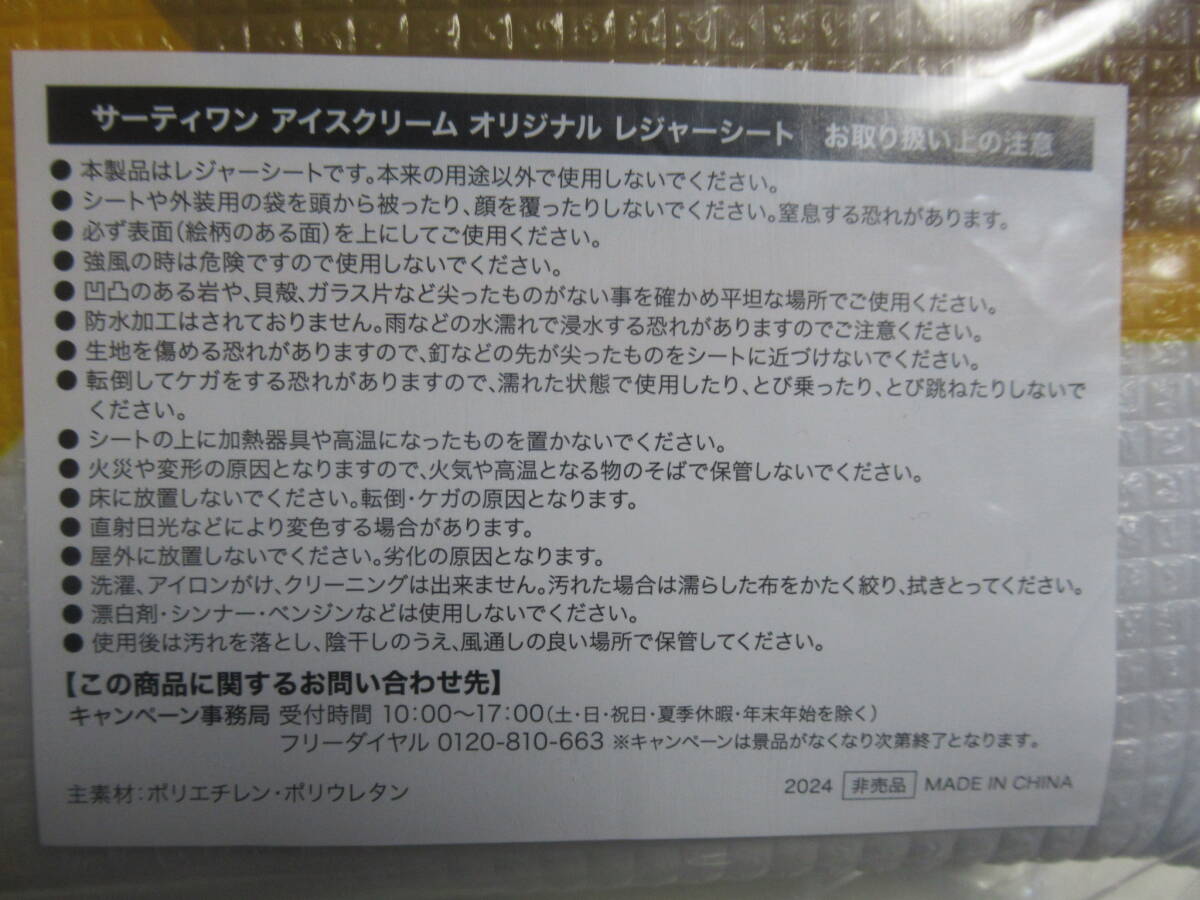 サーティワン アイスクリーム オリジナル レジャーシート　お取り扱い上の注意
● 本製品はレジャーシートです。本来の用途以外で使用しないでください。
● シートや外装用の袋を頭から被ったり、顔を覆ったりしないでください。窒息する恐れがあります。
● 必ず表面(絵柄のある面)を上にしてご使用ください。
● 強風の時は危険ですので使用しないでください。
● 凹凸のある岩や、貝殻、ガラス片など尖ったものがない事を確かめ平坦な場所でご使用ください。
● 防水加工はされておりません。雨などの水濡れで浸水する恐れがありますのでご注意ください。
● 生地を傷める恐れがありますので、釘などの先が尖ったものをシートに近づけないでください。
● 転倒してケガをする恐れがありますので、濡れた状態で使用したり、とび乗ったり、とび跳ねたりしないで
ください。
● シートの上に加熱器具や高温になったものを置かないでください。
● 火災や変形の原因となりますので、火気や高温となる物のそばで保管しないでください。
● 床に放置しないでください。転倒・ケガの原因となります。
● 直射日光などにより変色する場合があります。
● 屋外に放置しないでください。劣化の原因となります。
● 洗濯、アイロンがけ、クリーニングは出来ません。汚れた場合は濡らした布をかたく絞り、拭きとってください。
● 漂白剤・シンナー・ベンジンなどは使用しないでください。
● 使用後は汚れを落とし、陰干しのうえ、風通しの良い場所で保管してください。
【この商品に関するお問い合わせ先】
キャンペーン事務局 受付時間 10:00〜17:00(土・日・祝日・夏季休暇・年末年始を除く)
フリーダイヤル 0120-810-663 ※キャンペーンは景品がなくなり次第終了となります。
主素材:ポリエチレン・ポリウレタン
2024 非売品 MADE IN CHINA